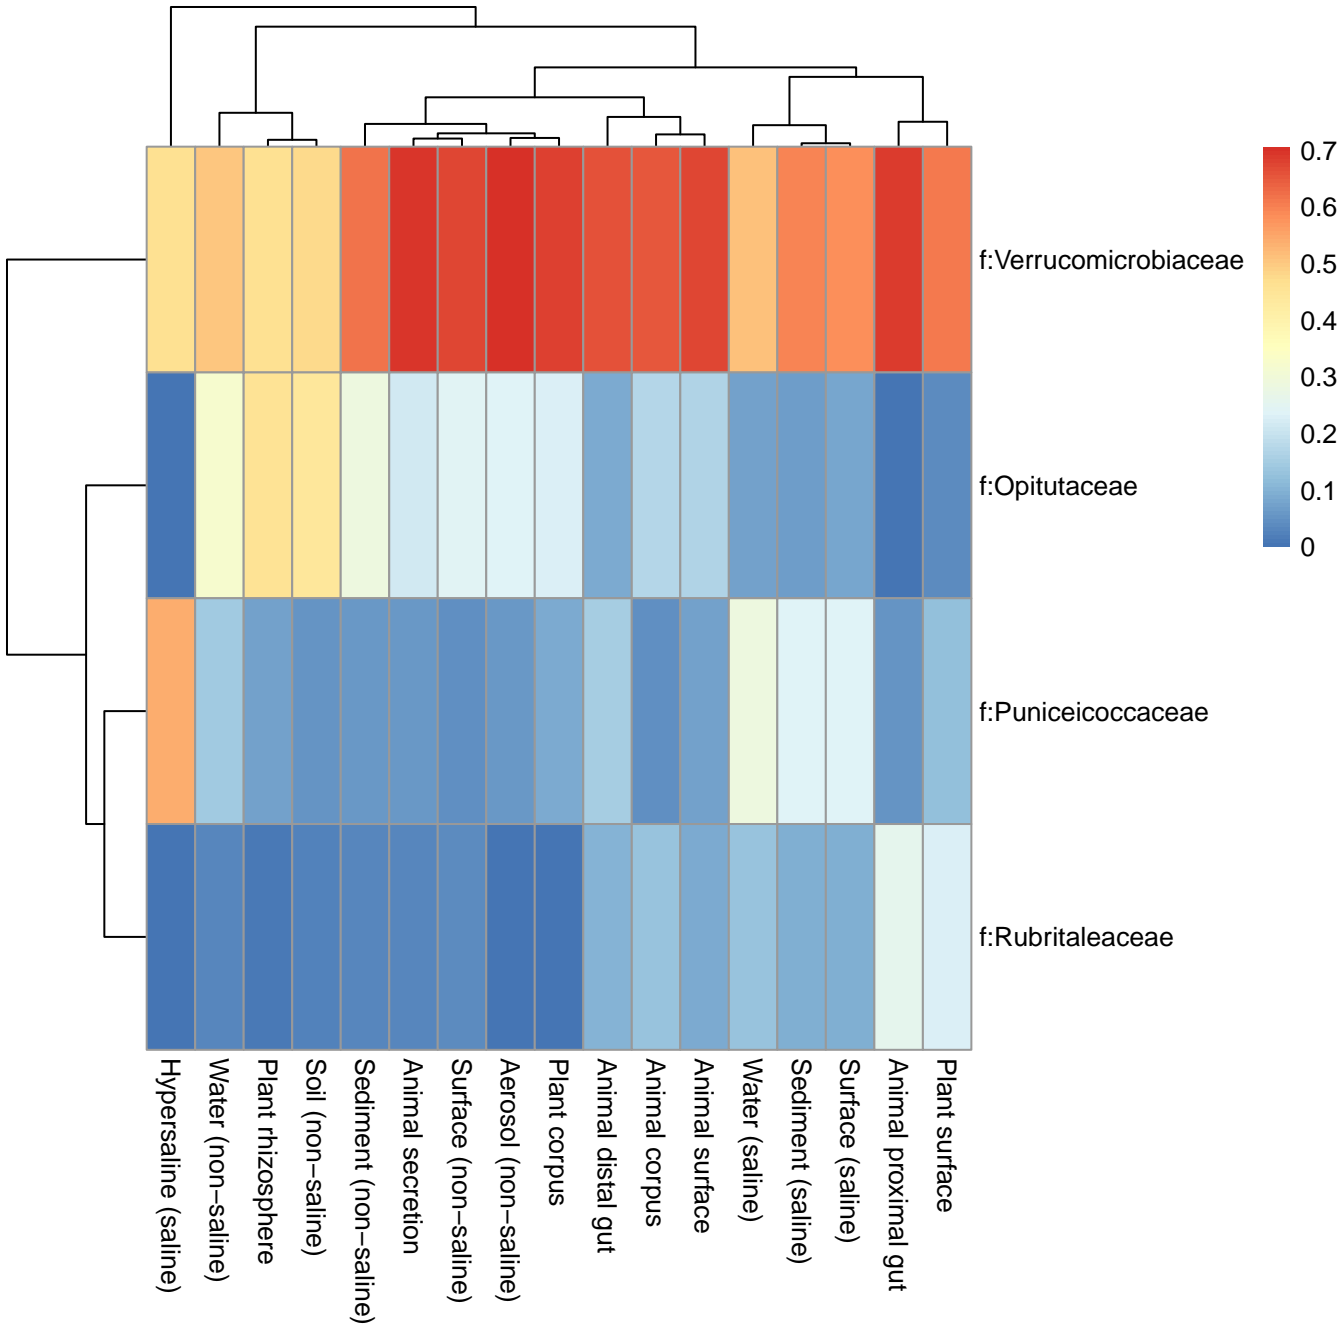 0.7
0.6
0.5
0.4
0.3
0.2
0.1
0
f:Verrucomicrobiaceae
f:Opitutaceae
f:Puniceicoccaceae
f:Rubritaleaceae
Hypersaline (saline)
Water (non−saline)
Plant rhizosphere
Soil (non−saline)
Sediment (non−saline)
Animal secretion
Surface (non−saline)
Aerosol (non−saline)
Plant corpus
Animal distal gut
Animal corpus
Animal surface
Water (saline)
Sediment (saline)
Surface (saline)
Animal proximal gut
Plant surface